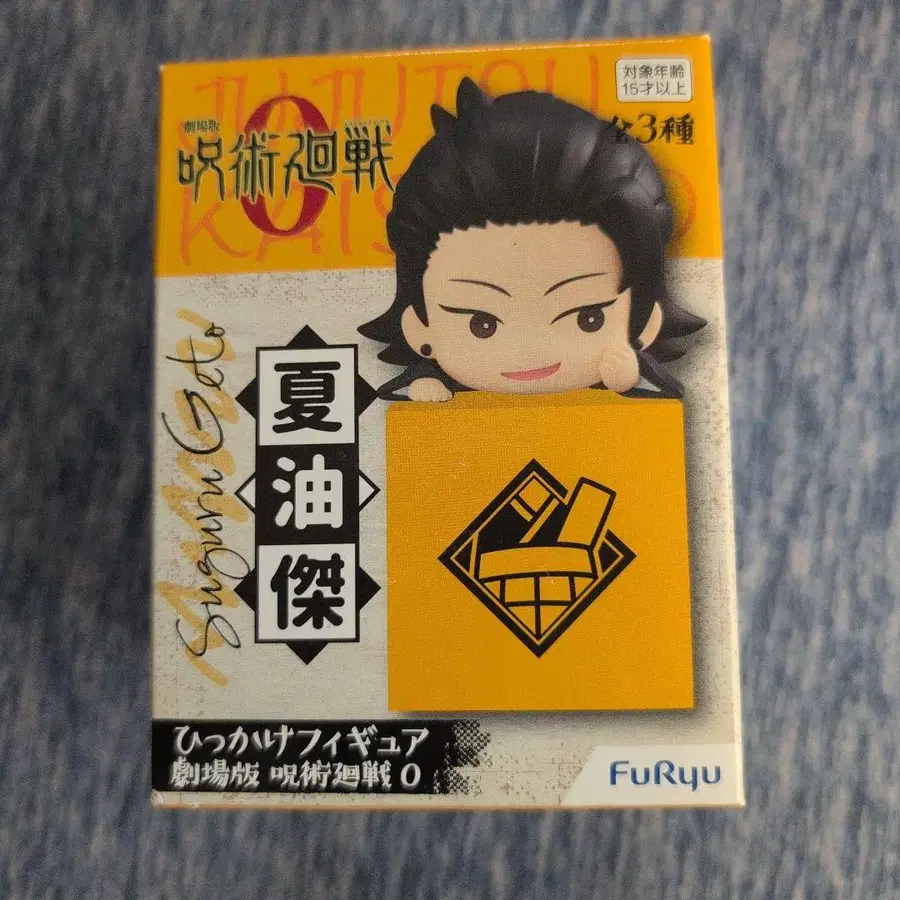 JUJUTSU
KAISEN 0
劇場版
呪術廻戦
0
対象年齢
15才以上
全3種
Suguru Geto
夏
油
傑
ひっかけフィギュア
劇場版 呪術廻戦 0
FuRyu